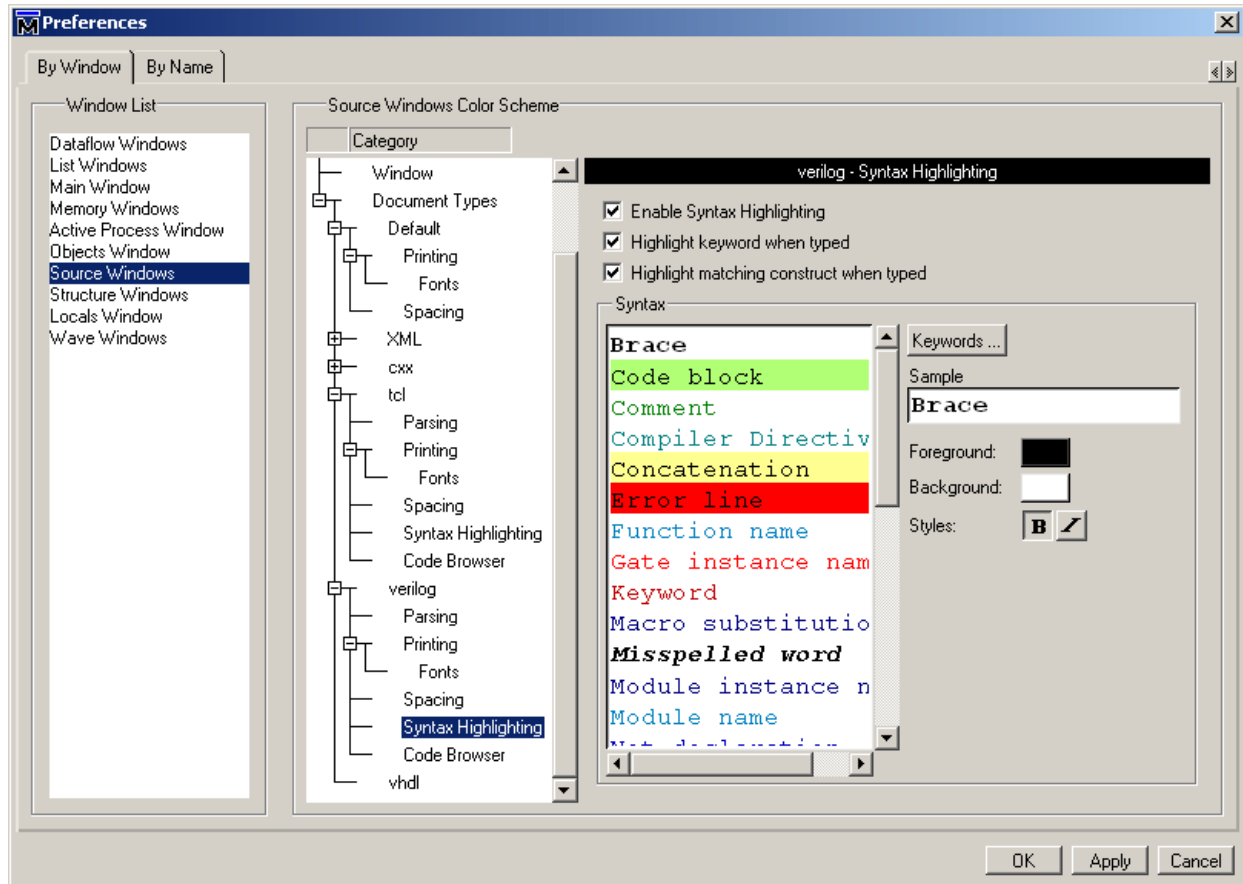 Preferences
By Window
By Name
Window List
Dataflow Windows
List Windows
Main Window
Memory Windows
Active Process Window
Objects Window
Source Windows
Structure Windows
Locals Window
Wave Windows
Source Windows Color Scheme
Category
Window
Document Types
Default
Printing
Fonts
Spacing
XML
cxx
tcl
Parsing
Printing
Fonts
Spacing
Syntax Highlighting
Code Browser
verilog
Parsing
Printing
Fonts
Spacing
Syntax Highlighting
Code Browser
vhdl
verilog - Syntax Highlighting
Enable Syntax Highlighting
Highlight keyword when typed
Highlight matching construct when typed
Syntax
Brace
Code block
Comment
Compiler Directiv
Concatenation
Error line
Function name
Gate instance nam
Keyword
Macro substitutio
Misspelled word
Module instance n
Module name
Keywords ...
Sample
Brace
Foreground:
Background:
Styles:
B I
OK
Apply
Cancel